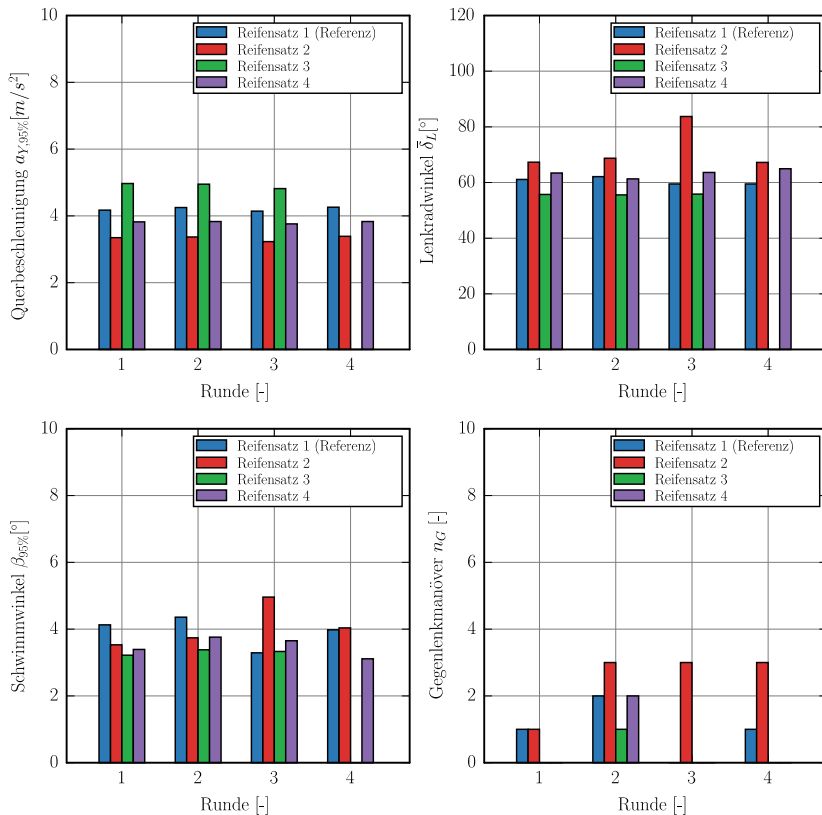 Querbeschleunigung a_{Y,95%}[m/s^2]
10
8
6
4
2
0
Reifensatz 1 (Referenz)
Reifensatz 2
Reifensatz 3
Reifensatz 4
1 2 3 4
Runde [-]
Lenkradwinkel \bar{δ}_L[°]
120
100
80
60
40
20
0
Reifensatz 1 (Referenz)
Reifensatz 2
Reifensatz 3
Reifensatz 4
1 2 3 4
Runde [-]
Schwimmwinkel β_{95%}[°]
10
8
6
4
2
0
Reifensatz 1 (Referenz)
Reifensatz 2
Reifensatz 3
Reifensatz 4
1 2 3 4
Runde [-]
Gegenlenkmanöver n_G [-]
10
8
6
4
2
0
Reifensatz 1 (Referenz)
Reifensatz 2
Reifensatz 3
Reifensatz 4
1 2 3 4
Runde [-]